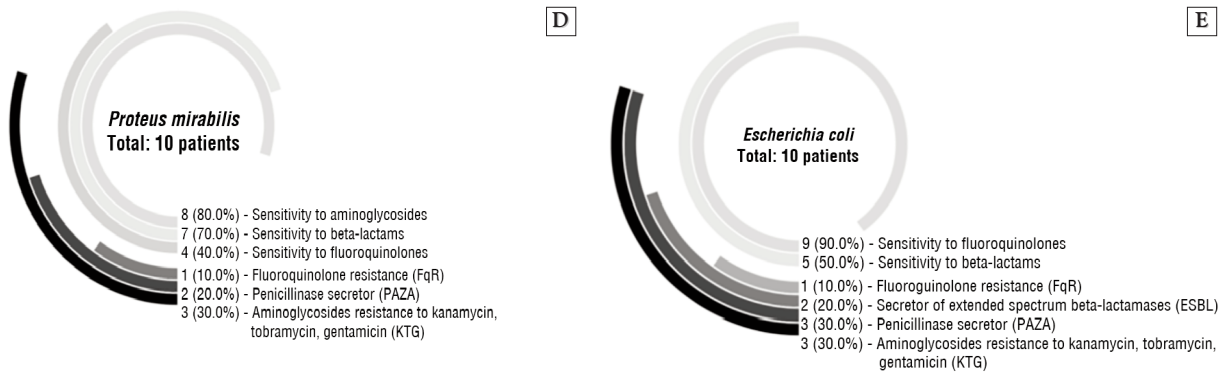 D
Proteus mirabilis
Total: 10 patients
8 (80.0%) - Sensitivity to aminoglycosides
7 (70.0%) - Sensitivity to beta-lactams
4 (40.0%) - Sensitivity to fluoroquinolones
1 (10.0%) - Fluoroquinolone resistance (FqR)
2 (20.0%) - Penicillinase secretor (PAZA)
3 (30.0%) - Aminoglycosides resistance to kanamycin,
tobramycin, gentamicin (KTG)
E
Escherichia coli
Total: 10 patients
9 (90.0%) - Sensitivity to fluoroquinolones
5 (50.0%) - Sensitivity to beta-lactams
1 (10.0%) - Fluoroguinolone resistance (FqR)
2 (20.0%) - Secretor of extended spectrum beta-lactamases (ESBL)
3 (30.0%) - Penicillinase secretor (PAZA)
3 (30.0%) - Aminoglycosides resistance to kanamycin, tobramycin,
gentamicin (KTG)